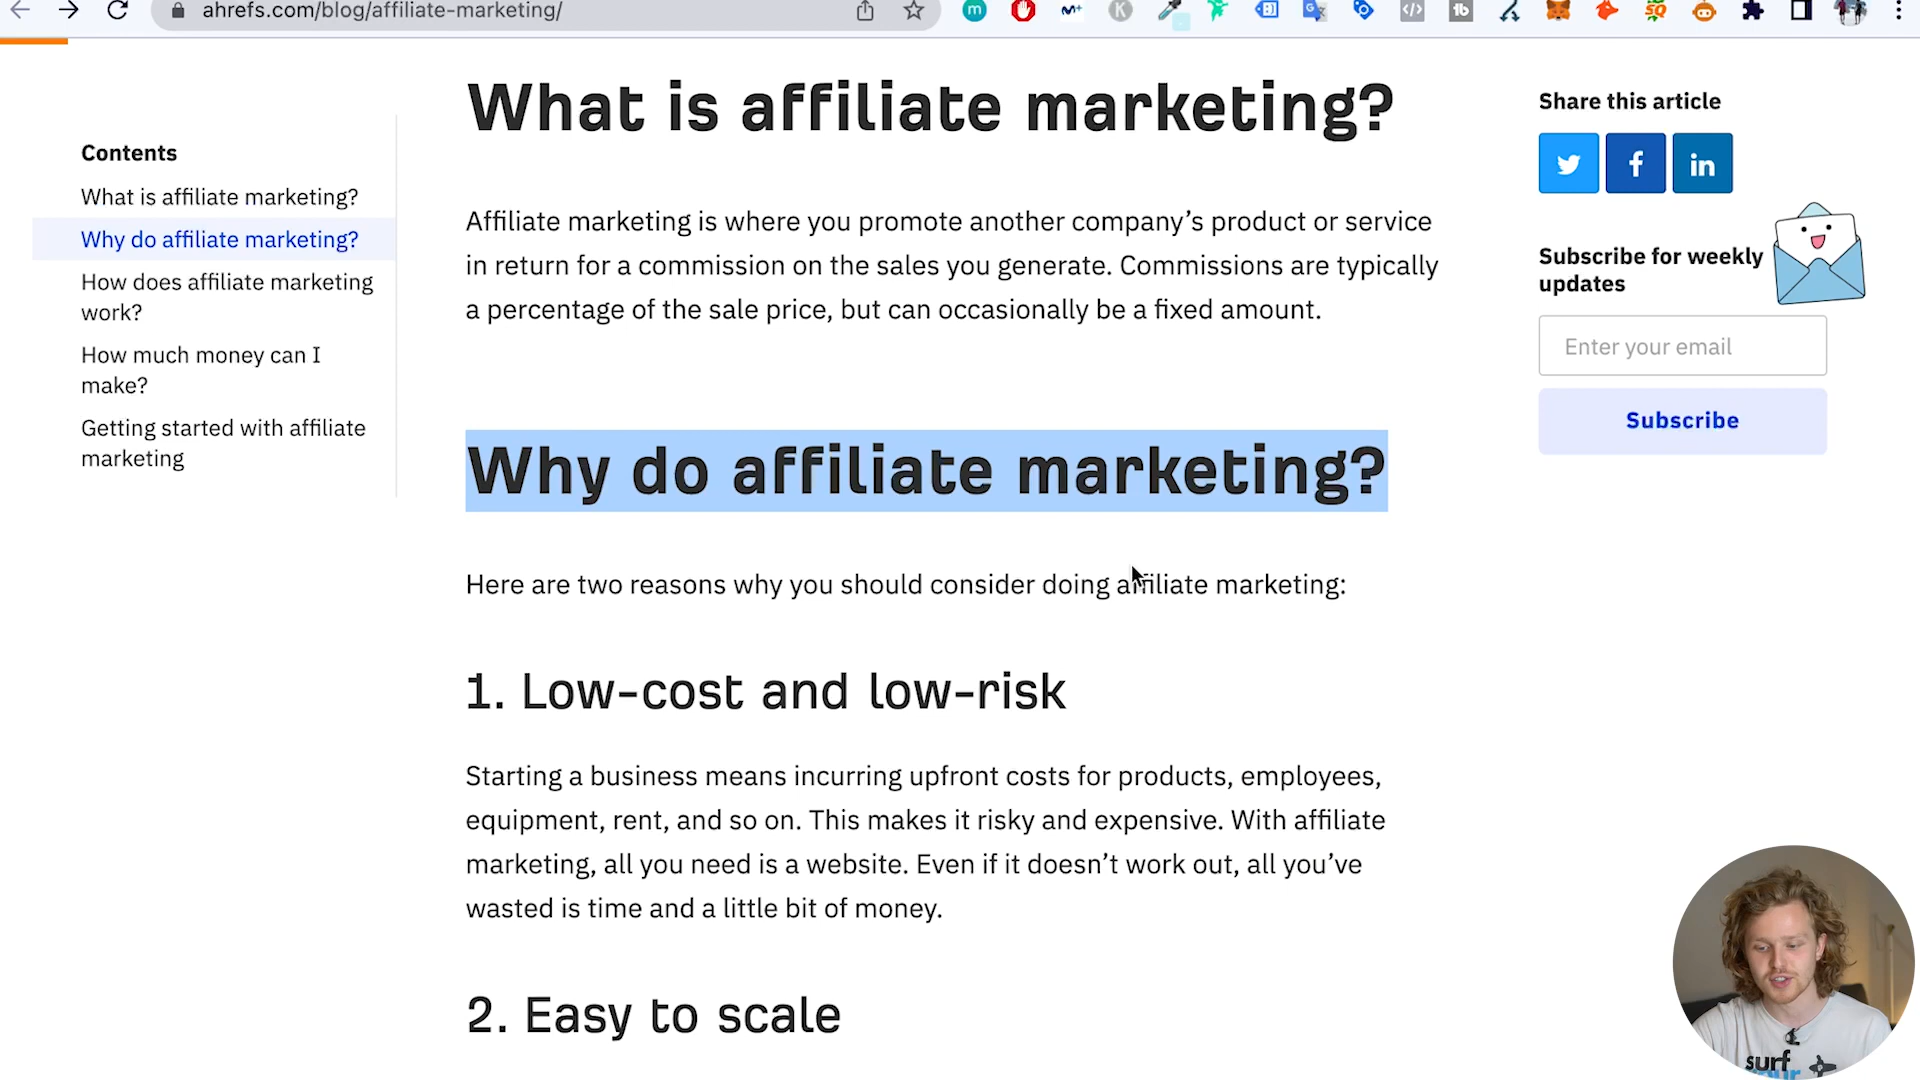 ahrefs.com/blog/affiliate-marketing/
What is affiliate marketing?
Contents
What is affiliate marketing?
Why do affiliate marketing?
How does affiliate marketing
work?
How much money can I
make?
Getting started with affiliate
marketing
Affiliate marketing is where you promote another company’s product or service
in return for a commission on the sales you generate. Commissions are typically
a percentage of the sale price, but can occasionally be a fixed amount.
Why do affiliate marketing?
Here are two reasons why you should consider doing affiliate marketing:
1. Low-cost and low-risk
Starting a business means incurring upfront costs for products, employees,
equipment, rent, and so on. This makes it risky and expensive. With affiliate
marketing, all you need is a website. Even if it doesn’t work out, all you’ve
wasted is time and a little bit of money.
2. Easy to scale
Share this article
Subscribe for weekly
updates
Enter your email
Subscribe
surf